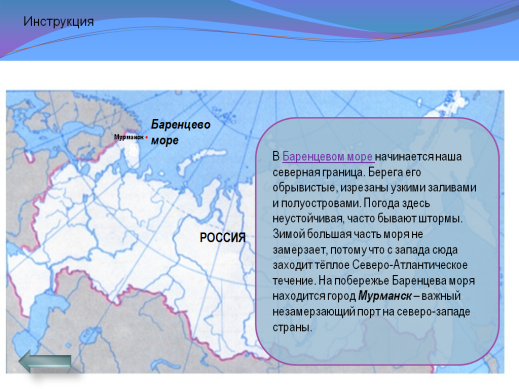 Инструкция
Баренцево
море
Мурманск
РОССИЯ
В Баренцевом море начинается наша
северная граница. Берега его
обрывистые, изрезаны узкими заливами
и полуостровами. Погода здесь
неустойчивая, часто бывают штормы.
Зимой большая часть моря не
замерзает, потому что с запада сюда
заходит тёплое Северо-Атлантическое
течение. На побережье Баренцева моря
находится город Мурманск – важный
незамерзающий порт на северо-западе
страны.